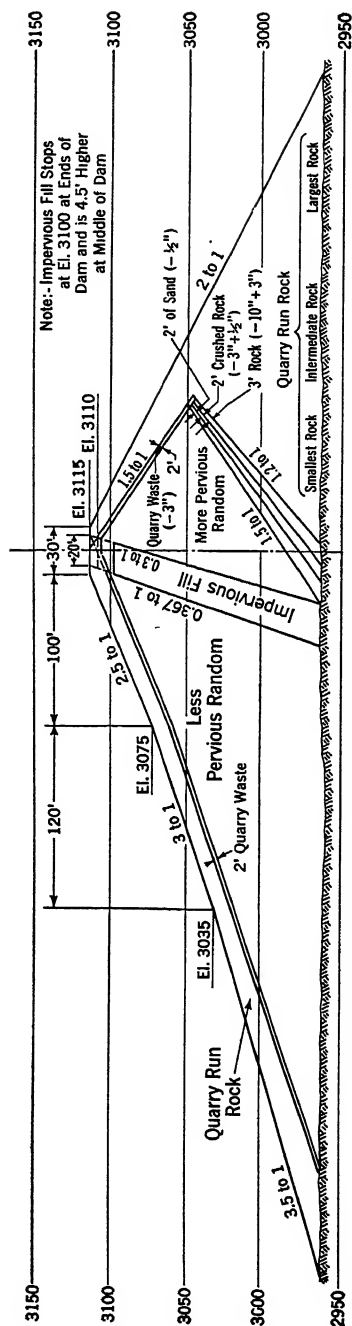 3150
3100
3050
3000
2950
Note:- Impervious Fill Stops
at El. 3100 at Ends of
Dam and is 4.5' Higher
at Middle of Dam
El. 3115
El. 3110
30'
20'
100'
120'
El. 3075
El. 3035
2.5 to 1
3 to 1
3.5 to 1
2 to 1
1.5 to 1
2'
Quarry Waste
(-3")
2' of Sand (-½")
2' Crushed Rock
(-3"+½")
3' Rock (-10"+3")
More Pervious
Random
1.5 to 1
1.2 to 1
0.3 to 1
Impervious Fill
0.367 to 1
Less
Pervious Random
2' Quarry Waste
Quarry Run
Rock
Quarry Run Rock
Smallest Rock
Intermediate Rock
Largest Rock
3150
3100
3050
3000
2950